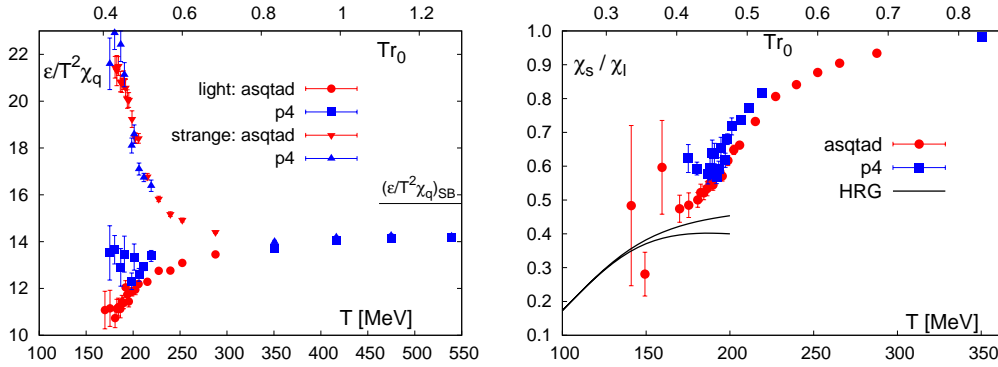 0.4 0.6 0.8 1 1.2
22
20
18
16
14
12
10
ε/T²χq
Tr0
light: asqtad
p4
strange: asqtad
p4
(ε/T²χq)SB
T [MeV]
100 150 200 250 300 350 400 450 500 550
0.3 0.4 0.5 0.6 0.7 0.8
1.0
0.9
0.8
0.7
0.6
0.5
0.4
0.3
0.2
0.1
χs / χl
Tr0
asqtad
p4
HRG
T [MeV]
100 150 200 250 300 350